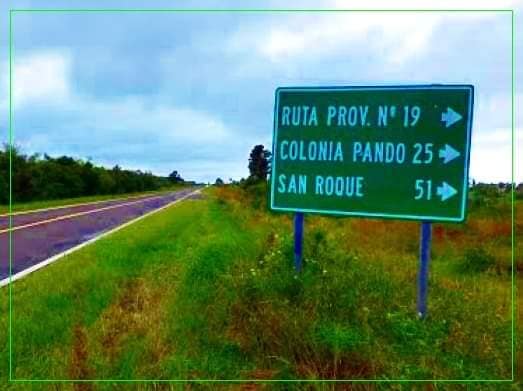 RUTA PROV. Nº 19
COLONIA PANDO 25
SAN ROQUE 51